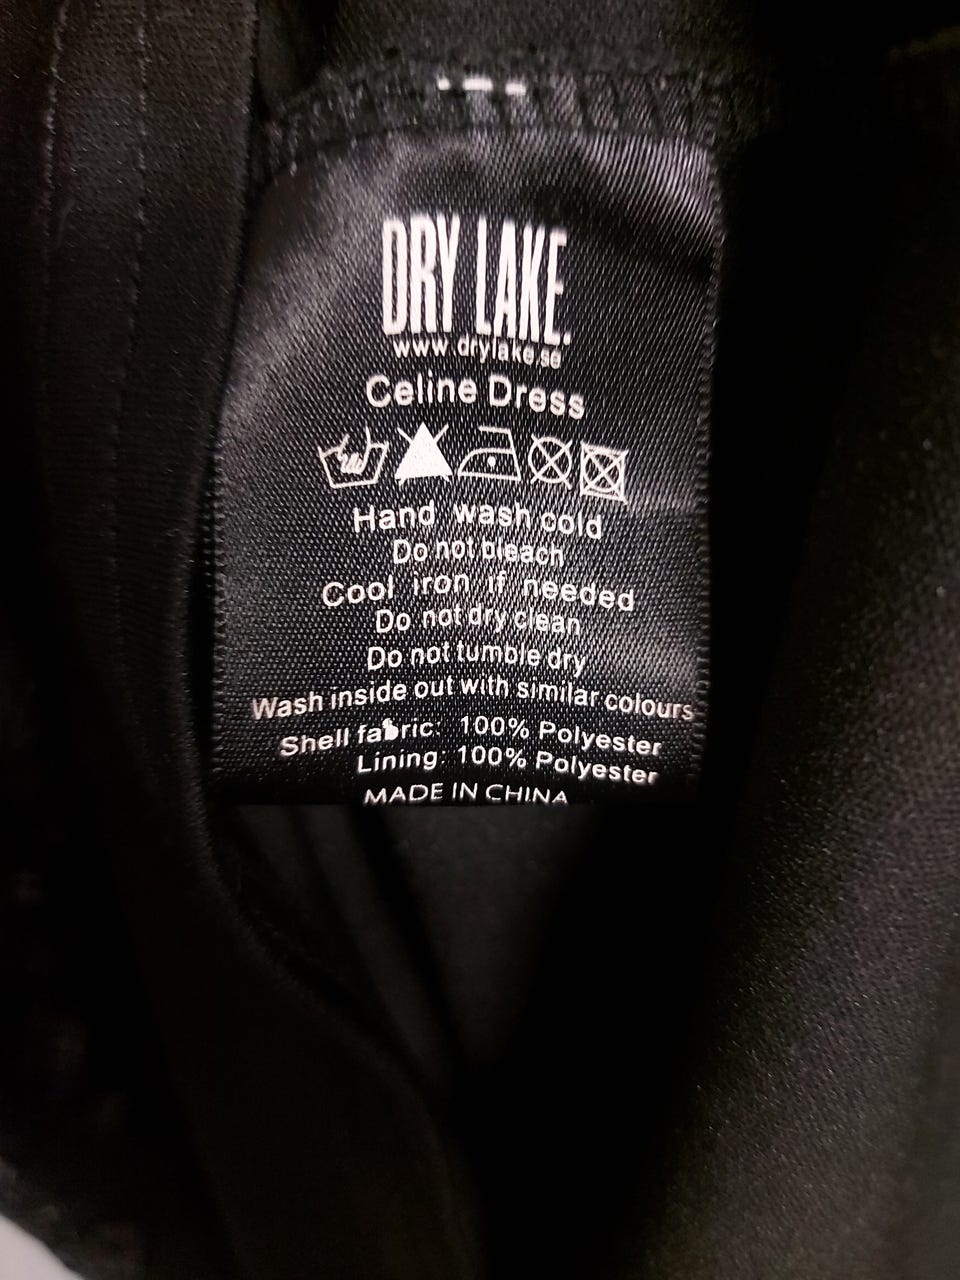 DRY LAKE.
www.drylake.se
Celine Dress
Hand wash cold
Do not bleach
Cool iron if needed
Do not dry clean
Do not tumble dry
Wash inside out with similar colours
Shell fabric: 100% Polyester
Lining: 100% Polyester
MADE IN CHINA